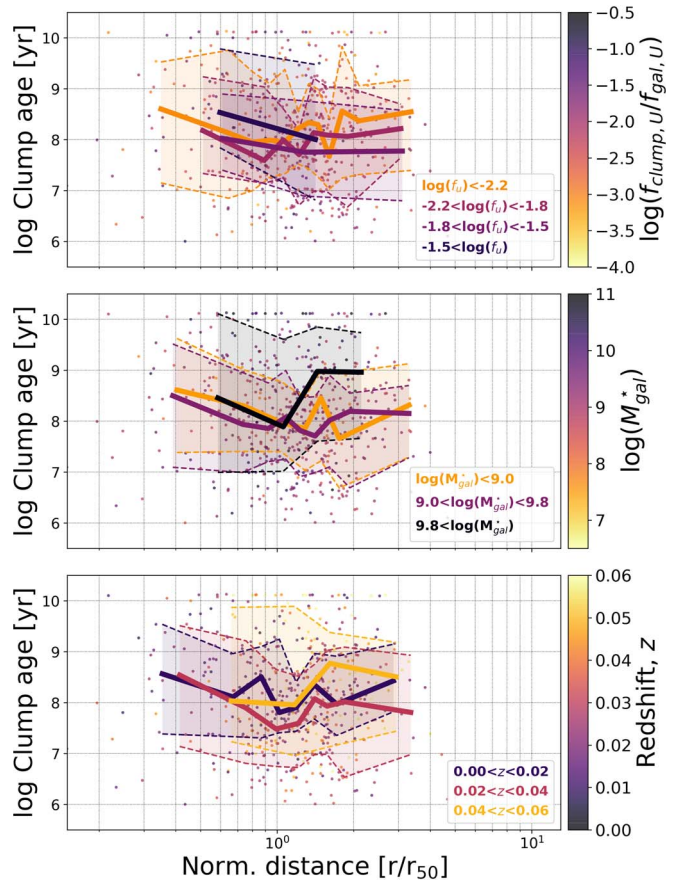 10
9
8
7
6
log Clump age [yr]
log(f_u)<-2.2
-2.2<log(f_u)<-1.8
-1.8<log(f_u)<-1.5
-1.5<log(f_u)
-0.5
-1.0
-1.5
-2.0
-2.5
-3.0
-3.5
-4.0
log(f_clump, U/f_gal, U)
10
9
8
7
6
log Clump age [yr]
log(M*_gal)<9.0
9.0<log(M*_gal)<9.8
9.8<log(M*_gal)
11
10
9
8
7
log(M*_gal)
10
9
8
7
6
log Clump age [yr]
0.00<z<0.02
0.02<z<0.04
0.04<z<0.06
0.06
0.05
0.04
0.03
0.02
0.01
0.00
Redshift, z
10⁰
10¹
Norm. distance [r/r₅₀]